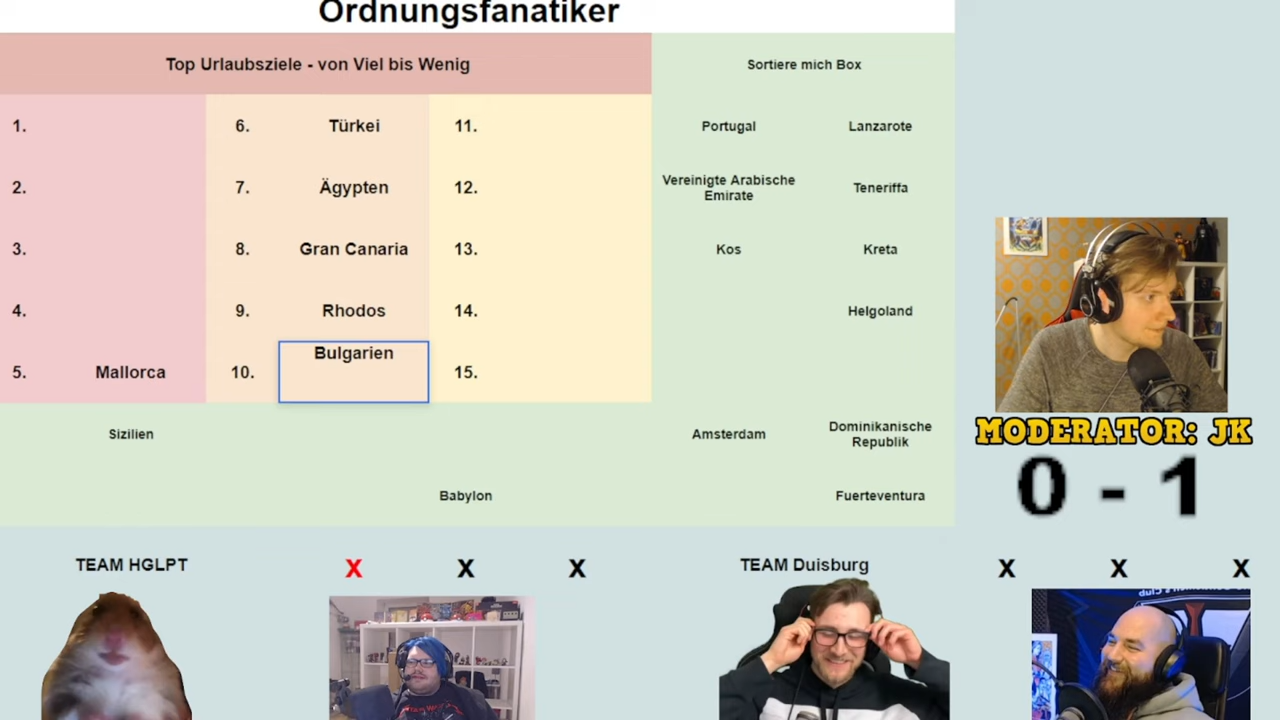 Ordnungsfanatiker
Top Urlaubsziele - von Viel bis Wenig
Sortiere mich Box
1.
6. Türkei
11.
Portugal
Lanzarote
2.
7. Ägypten
12.
Vereinigte Arabische
Emirate
Teneriffa
3.
8. Gran Canaria
13.
Kos
Kreta
4.
9. Rhodos
14.
Helgoland
5. Mallorca
10. Bulgarien
15.
Sizilien
Amsterdam
Dominikanische
Republik
Babylon
Fuerteventura
MODERATOR: JK
0 - 1
TEAM HGLPT
X X X
TEAM Duisburg
X X X